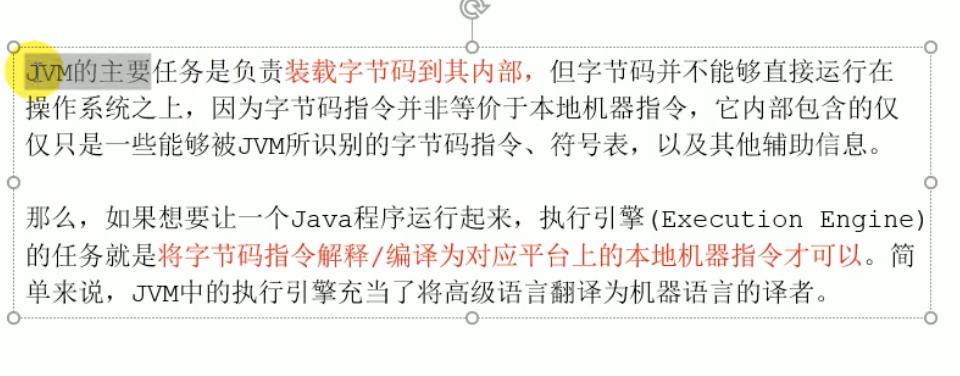 JVM的主要任务是负责装载字节码到其内部，但字节码并不能够直接运行在
操作系统之上，因为字节码指令并非等价于本地机器指令，它内部包含的仅
仅只是一些能够被JVM所识别的字节码指令、符号表，以及其他辅助信息。
那么，如果想要让一个Java程序运行起来，执行引擎(Execution Engine)
的任务就是将字节码指令解释/编译为对应平台上的本地机器指令才可以。简
单来说，JVM中的执行引擎充当了将高级语言翻译为机器语言的译者。